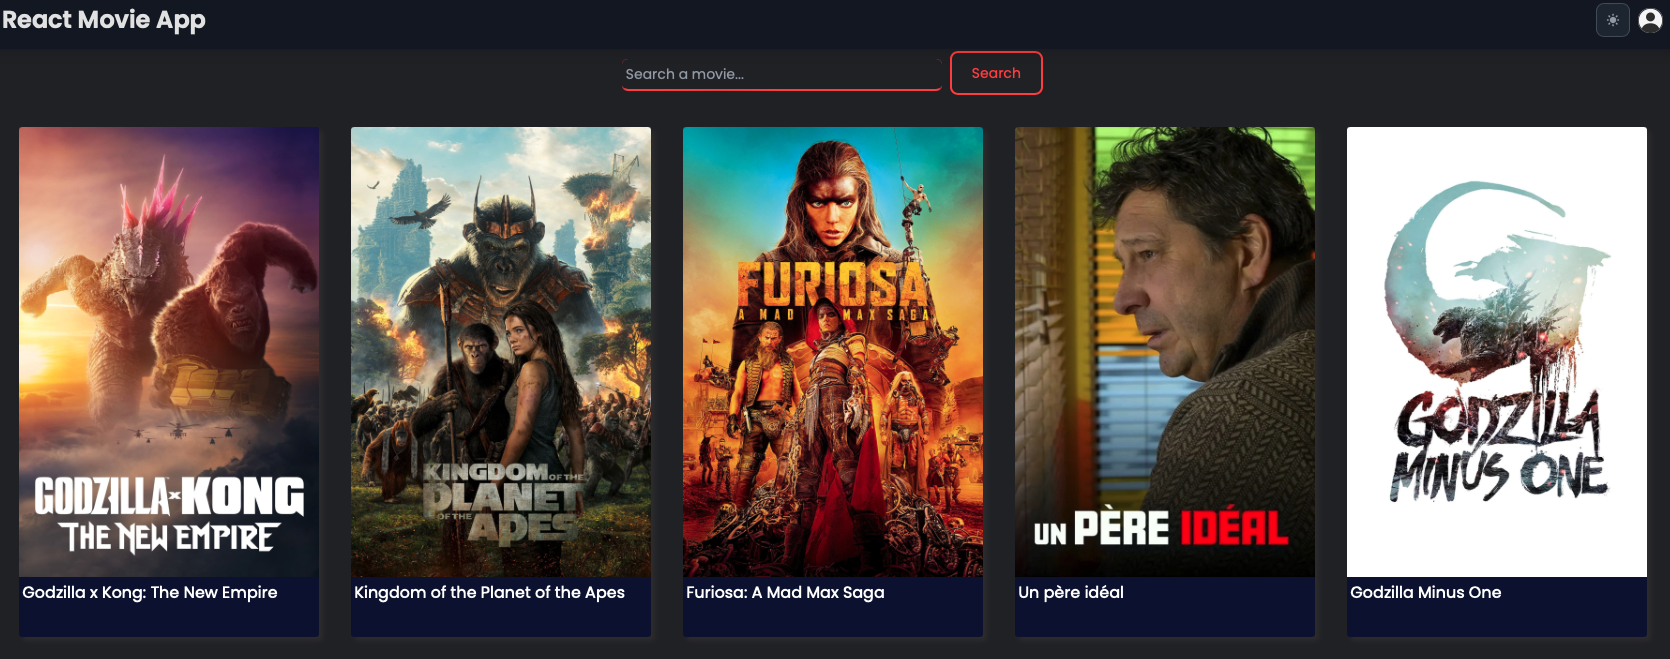 React Movie App
Search a movie...
Search
GODZILLA x KONG
THE NEW EMPIRE
Godzilla x Kong: The New Empire
KINGDOM OF THE
PLANET
OF THE
APES
Kingdom of the Planet of the Apes
FURIOSA
A MAD MAX SAGA
Furiosa: A Mad Max Saga
UN PÈRE IDÉAL
Un père idéal
GODZILLA
MINUS ONE
Godzilla Minus One